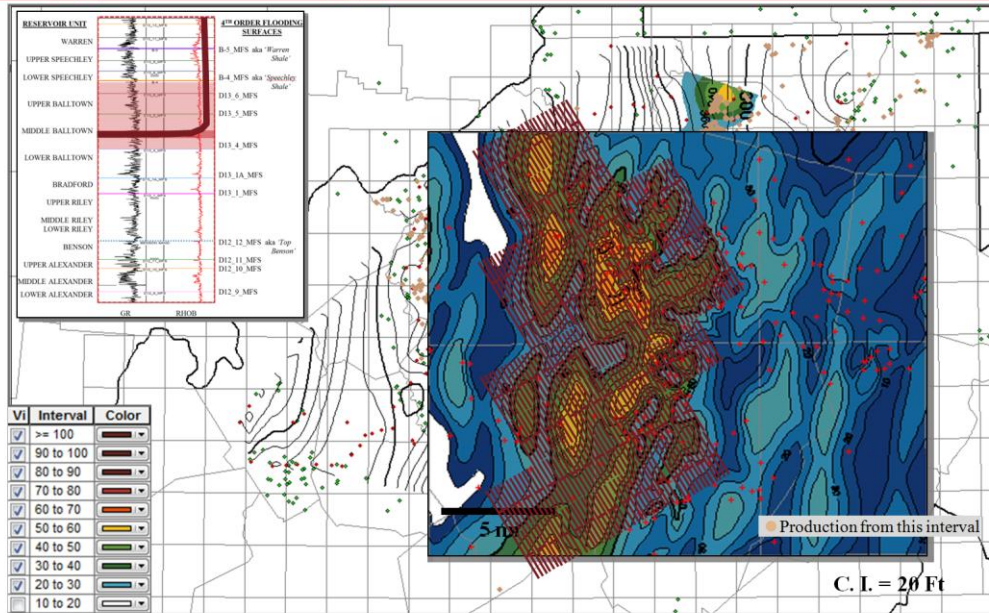 RESERVOIR UNIT
4TH ORDER FLOODING SURFACES
WARREN
B-5_MFS aka 'Warren Shale'
UPPER SPEECHLEY
LOWER SPEECHLEY
B-4_MFS aka 'Speechley Shale'
D13_6_MFS
UPPER BALLTOWN
D13_5_MFS
MIDDLE BALLTOWN
D13_4_MFS
LOWER BALLTOWN
D13_1A_MFS
BRADFORD
D13_1_MFS
UPPER RILEY
MIDDLE RILEY
LOWER RILEY
D12_12_MFS aka 'Top Benson'
BENSON
D12_11_MFS
UPPER ALEXANDER
D12_10_MFS
MIDDLE ALEXANDER
LOWER ALEXANDER
D12_9_MFS
GR
RHOB
Vi Interval Color
>= 100
90 to 100
80 to 90
70 to 80
60 to 70
50 to 60
40 to 50
30 to 40
20 to 30
10 to 20
5
Production from this interval
C. I. = 20 Ft